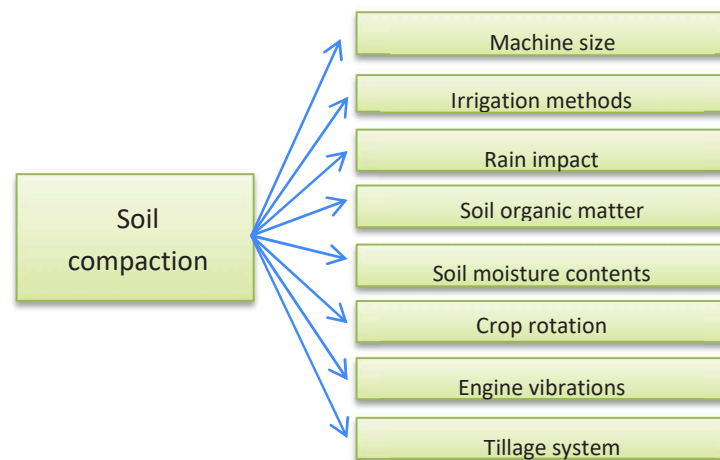 Machine size
Irrigation methods
Rain impact
Soil organic matter
Soil
compaction
Soil moisture contents
Crop rotation
Engine vibrations
Tillage system